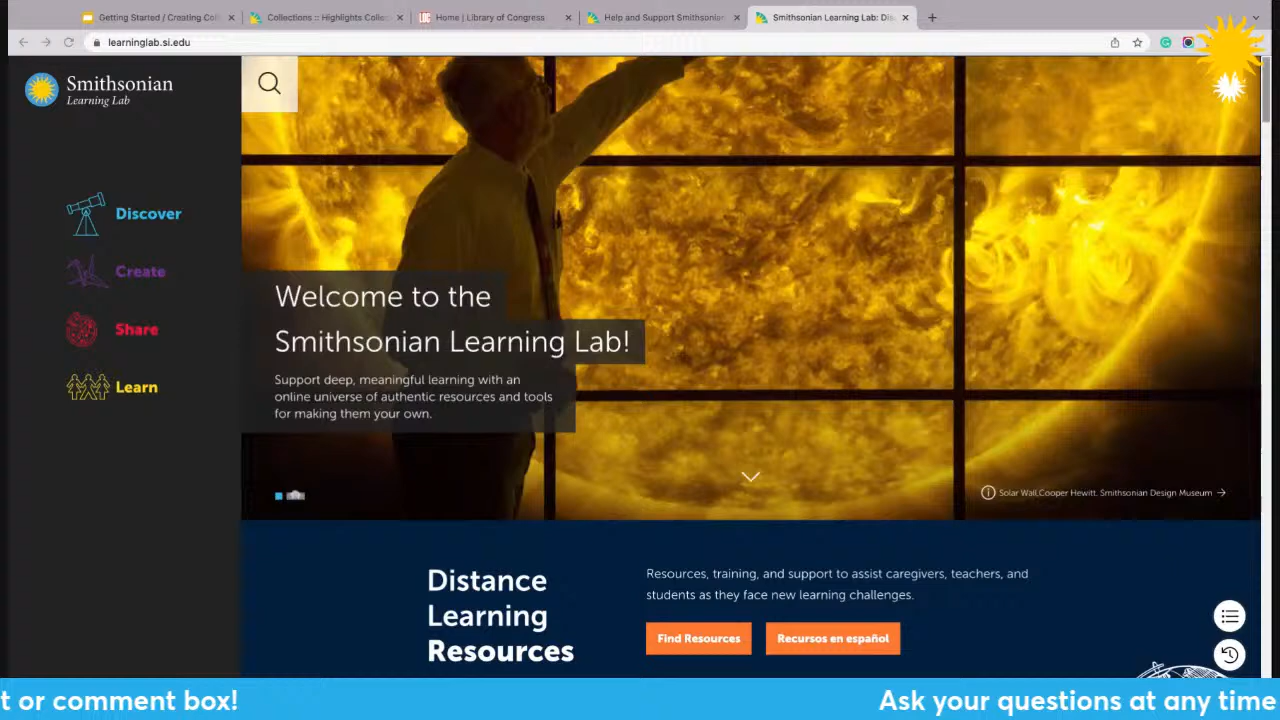 Getting Started / Creating Col
Collections :: Highlights Collec
Home | Library of Congress
Help and Support Smithsonian
Smithsonian Learning Lab: Dis
learninglab.si.edu
Smithsonian
Learning Lab
Discover
Create
Share
Learn
Welcome to the
Smithsonian Learning Lab!
Support deep, meaningful learning with an
online universe of authentic resources and tools
for making them your own.
Solar Wall,Cooper Hewitt, Smithsonian Design Museum
Distance
Learning
Resources
Resources, training, and support to assist caregivers, teachers, and
students as they face new learning challenges.
Find Resources
Recursos en español
t or comment box!
Ask your questions at any time